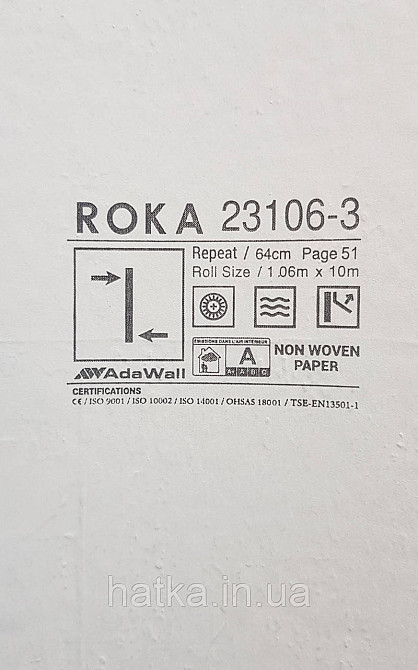 ROKA 23106-3
Repeat / 64cm Page 51
Roll Size / 1.06m x 10m
ÉMISSIONS DANS L'AIR INTÉRIEUR
A
A+ A B C
NON WOVEN
PAPER
AdaWall
CERTIFICATIONS
CE / ISO 9001 / ISO 10002 / ISO 14001 / OHSAS 18001 / TSE-EN13501-1
hatka.in.ua